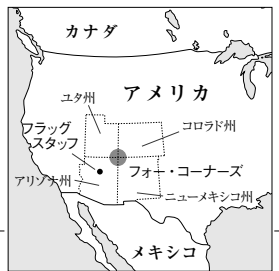 カナダ
アメリカ
ユタ州
コロラド州
フラッグ
スタッフ
フォー・コーナーズ
アリゾナ州
ニューメキシコ州
メキシコ